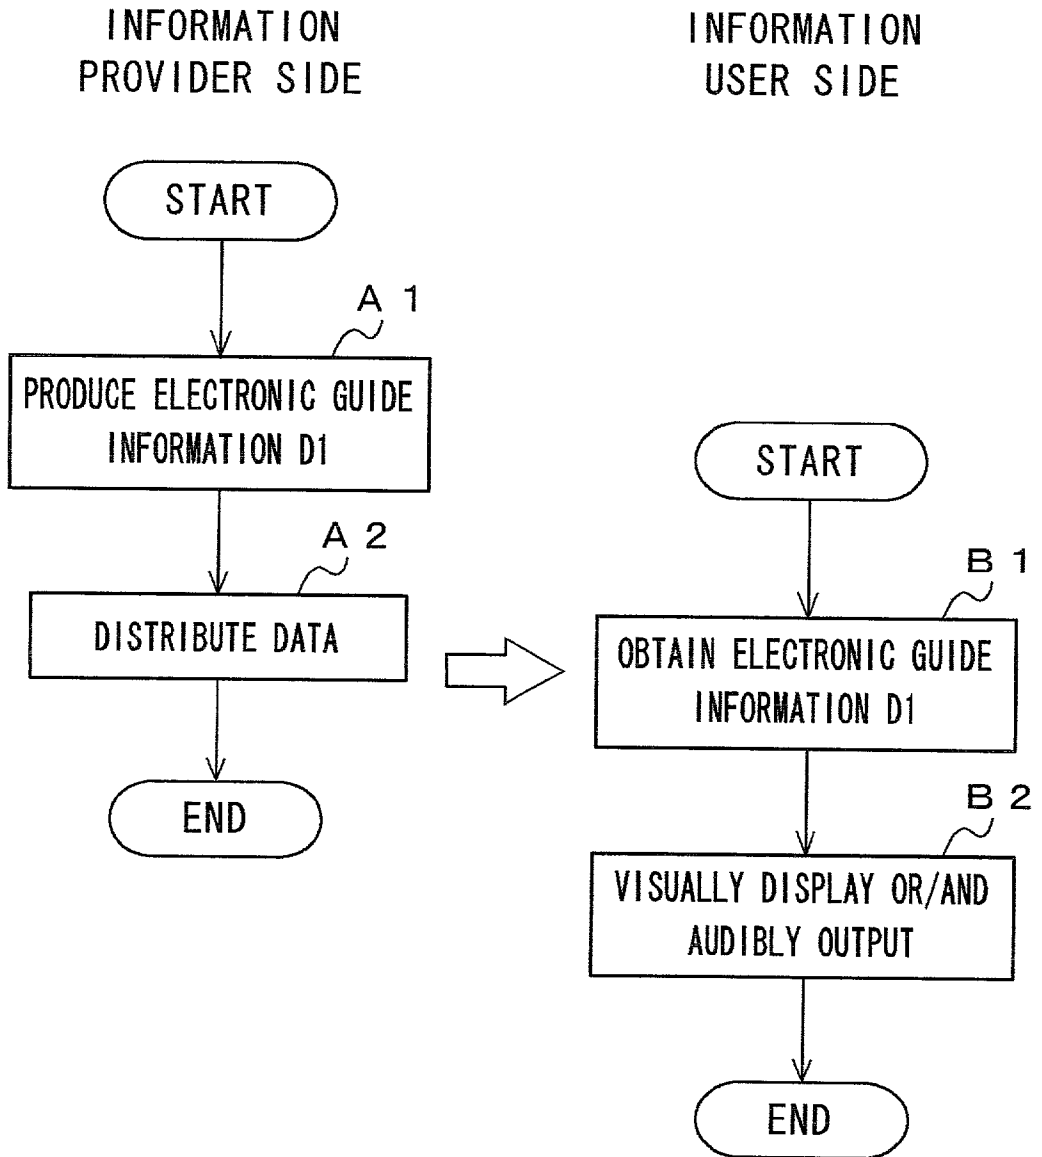 INFORMATION
PROVIDER SIDE
START
A 1
PRODUCE ELECTRONIC GUIDE
INFORMATION D1
A 2
DISTRIBUTE DATA
END
INFORMATION
USER SIDE
START
B 1
OBTAIN ELECTRONIC GUIDE
INFORMATION D1
B 2
VISUALLY DISPLAY OR/AND
AUDIBLY OUTPUT
END